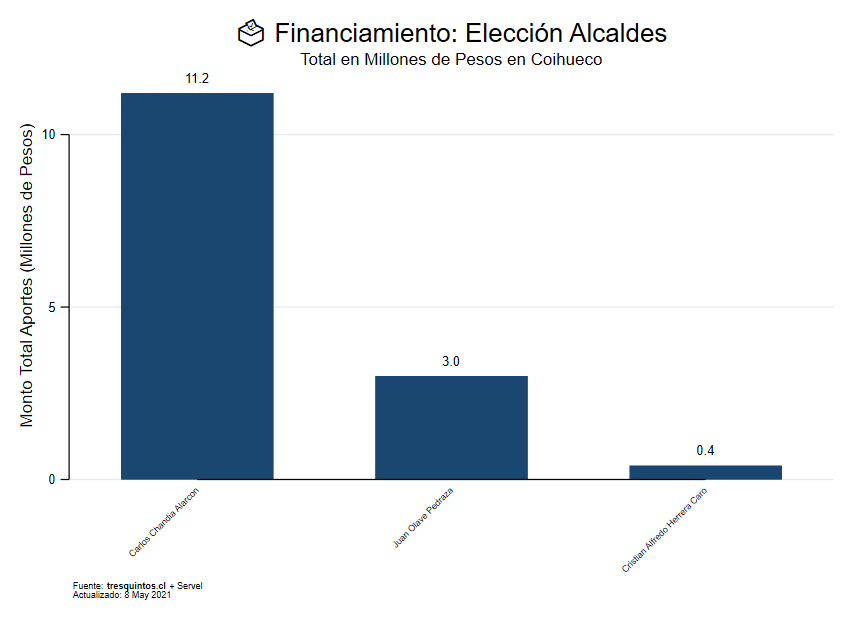 Financiamiento: Elección Alcaldes
Total en Millones de Pesos en Coihueco
Monto Total Aportes (Millones de Pesos)
10
5
0
11.2
3.0
0.4
Carlos Chandia Alarcon
Juan Olave Pedraza
Cristian Alfredo Herrera Caro
Fuente: tresquintos.cl + Servel
Actualizado: 8 May 2021